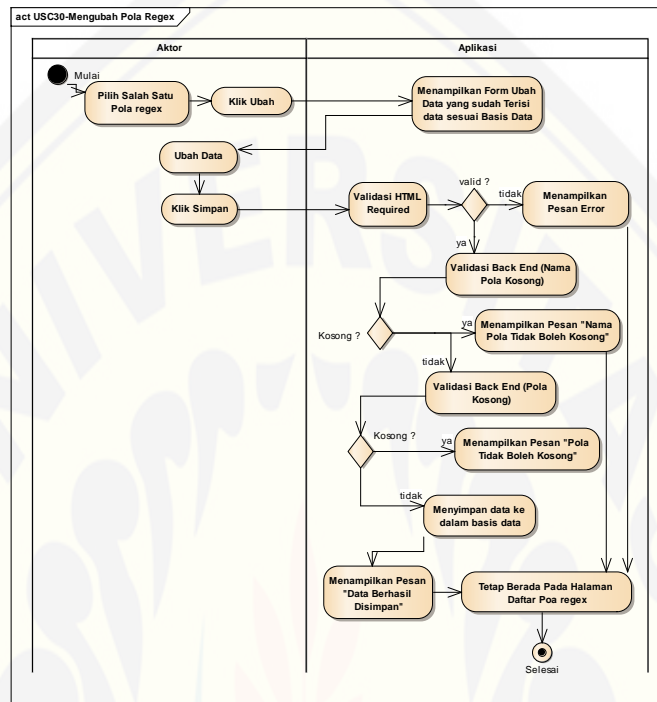 act USC30-Mengubah Pola Regex
Aktor
Aplikasi
Mulai
Pilih Salah Satu
Pola regex
Klik Ubah
Menampilkan Form Ubah
Data yang sudah Terisi
data sesuai Basis Data
Ubah Data
Klik Simpan
Validasi HTML
Required
valid ?
tidak
Menampilkan
Pesan Error
ya
Validasi Back End (Nama
Pola Kosong)
Kosong ?
ya
Menampilkan Pesan "Nama
Pola Tidak Boleh Kosong"
tidak
Validasi Back End (Pola
Kosong)
Kosong ?
ya
Menampilkan Pesan "Pola
Tidak Boleh Kosong"
tidak
Menyimpan data ke
dalam basis data
Menampilkan Pesan
"Data Berhasil
Disimpan"
Tetap Berada Pada Halaman
Daftar Poa regex
Selesai